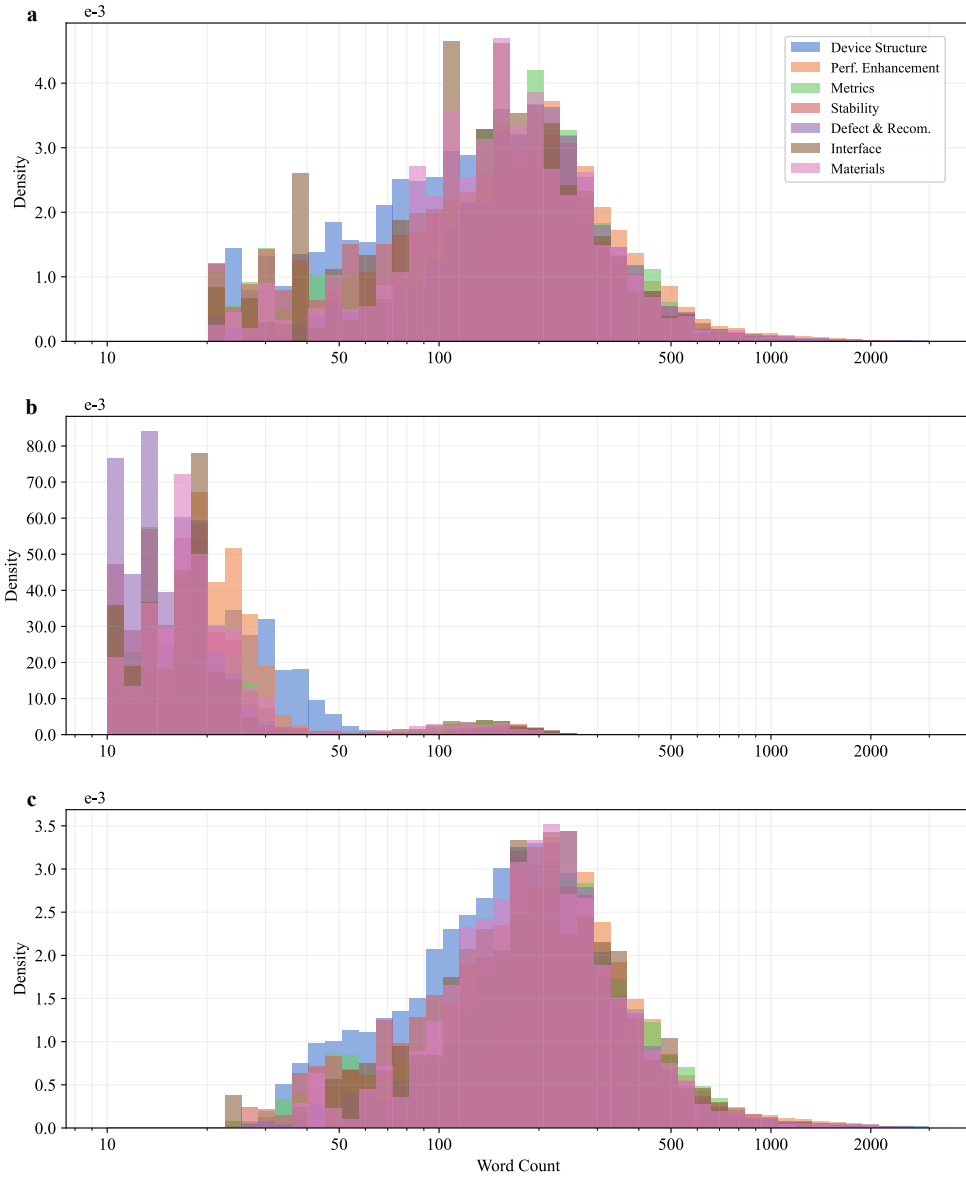 a
e-3
4.0
3.0
2.0
1.0
0.0
Density
Device Structure
Perf. Enhancement
Metrics
Stability
Defect & Recom.
Interface
Materials
10 50 100 500 1000 2000
b
e-3
80.0
70.0
60.0
50.0
40.0
30.0
20.0
10.0
0.0
Density
10 50 100 500 1000 2000
c
e-3
3.5
3.0
2.5
2.0
1.5
1.0
0.5
0.0
Density
10 50 100 500 1000 2000
Word Count